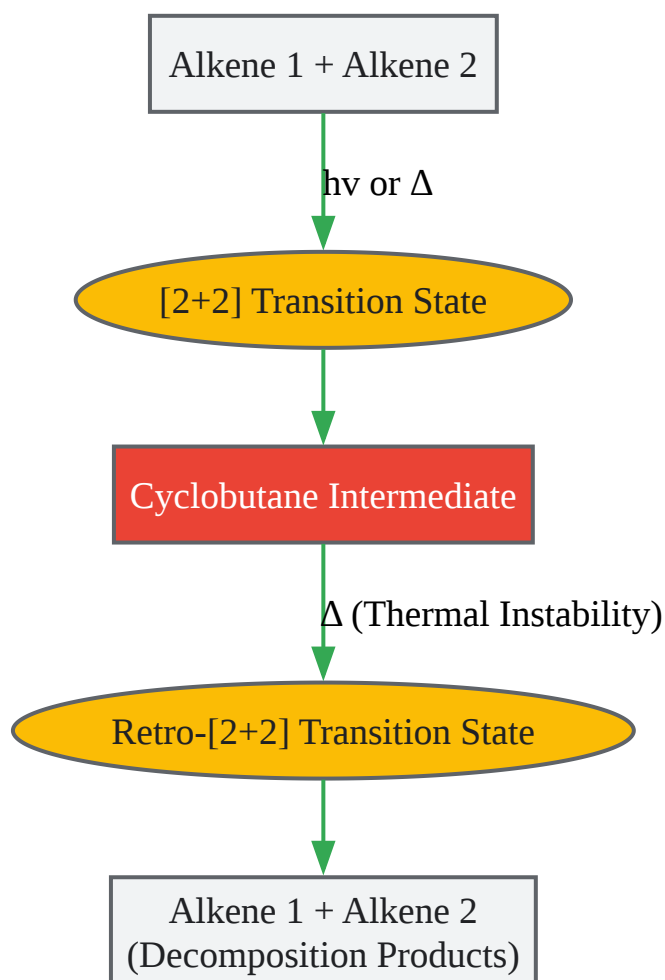 Alkene 1 + Alkene 2
hv or Δ
[2+2] Transition State
Cyclobutane Intermediate
Δ (Thermal Instability)
Retro-[2+2] Transition State
Alkene 1 + Alkene 2
(Decomposition Products)